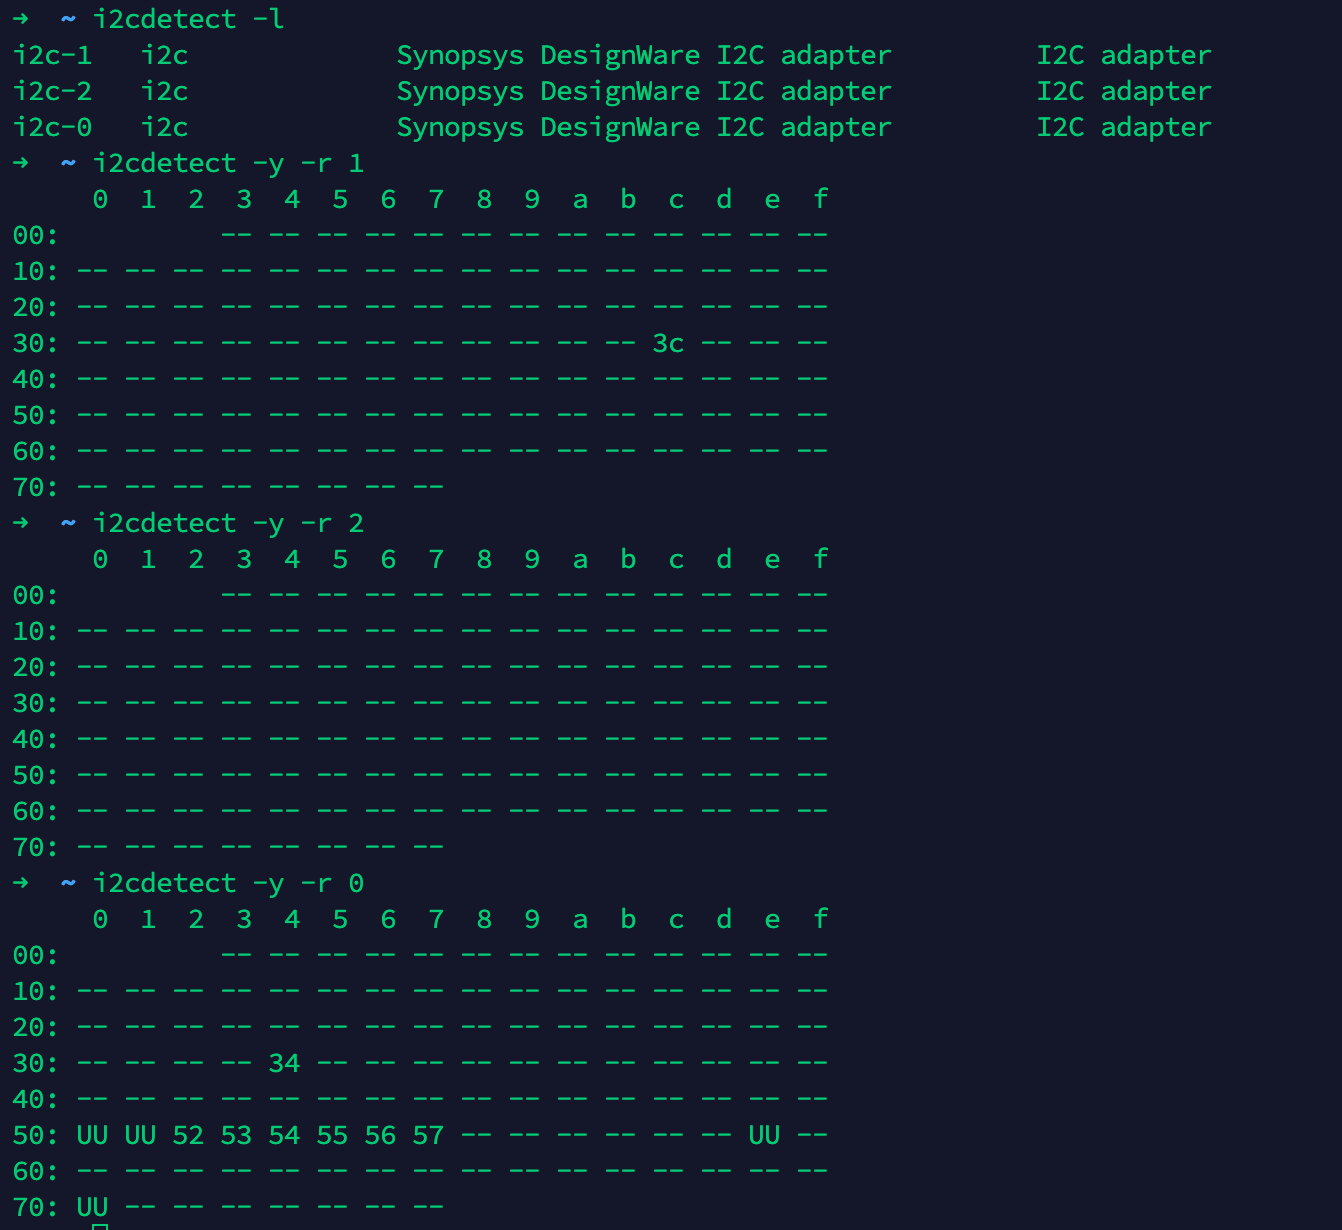 →  ~ i2cdetect -l
i2c-1   i2c             Synopsys DesignWare I2C adapter         I2C adapter
i2c-2   i2c             Synopsys DesignWare I2C adapter         I2C adapter
i2c-0   i2c             Synopsys DesignWare I2C adapter         I2C adapter
→  ~ i2cdetect -y -r 1
     0  1  2  3  4  5  6  7  8  9  a  b  c  d  e  f
00:          -- -- -- -- -- -- -- -- -- -- -- -- --
10: -- -- -- -- -- -- -- -- -- -- -- -- -- -- -- --
20: -- -- -- -- -- -- -- -- -- -- -- -- -- -- -- --
30: -- -- -- -- -- -- -- -- -- -- -- -- 3c -- -- --
40: -- -- -- -- -- -- -- -- -- -- -- -- -- -- -- --
50: -- -- -- -- -- -- -- -- -- -- -- -- -- -- -- --
60: -- -- -- -- -- -- -- -- -- -- -- -- -- -- -- --
70: -- -- -- -- -- -- -- --
→  ~ i2cdetect -y -r 2
     0  1  2  3  4  5  6  7  8  9  a  b  c  d  e  f
00:          -- -- -- -- -- -- -- -- -- -- -- -- --
10: -- -- -- -- -- -- -- -- -- -- -- -- -- -- -- --
20: -- -- -- -- -- -- -- -- -- -- -- -- -- -- -- --
30: -- -- -- -- -- -- -- -- -- -- -- -- -- -- -- --
40: -- -- -- -- -- -- -- -- -- -- -- -- -- -- -- --
50: -- -- -- -- -- -- -- -- -- -- -- -- -- -- -- --
60: -- -- -- -- -- -- -- -- -- -- -- -- -- -- -- --
70: -- -- -- -- -- -- -- --
→  ~ i2cdetect -y -r 0
     0  1  2  3  4  5  6  7  8  9  a  b  c  d  e  f
00:          -- -- -- -- -- -- -- -- -- -- -- -- --
10: -- -- -- -- -- -- -- -- -- -- -- -- -- -- -- --
20: -- -- -- -- -- -- -- -- -- -- -- -- -- -- -- --
30: -- -- -- -- 34 -- -- -- -- -- -- -- -- -- -- --
40: -- -- -- -- -- -- -- -- -- -- -- -- -- -- -- --
50: UU UU 52 53 54 55 56 57 -- -- -- -- -- -- UU --
60: -- -- -- -- -- -- -- -- -- -- -- -- -- -- -- --
70: UU -- -- -- -- -- -- --